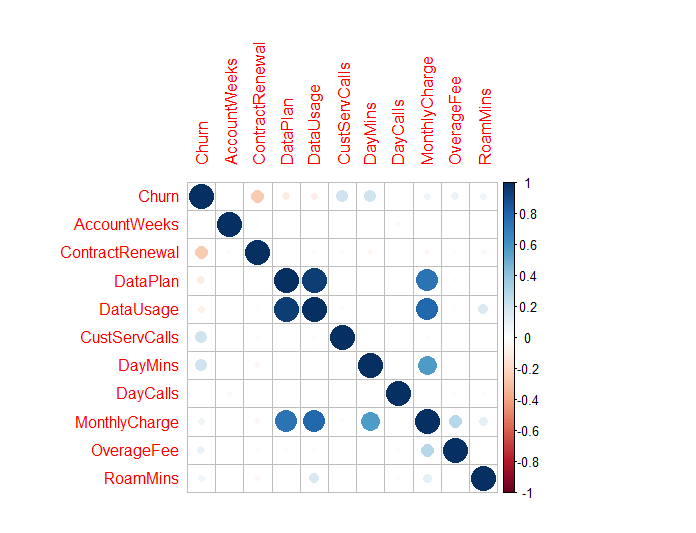 Churn
AccountWeeks
ContractRenewal
DataPlan
DataUsage
CustServCalls
DayMins
DayCalls
MonthlyCharge
OverageFee
RoamMins
Churn
AccountWeeks
ContractRenewal
DataPlan
DataUsage
CustServCalls
DayMins
DayCalls
MonthlyCharge
OverageFee
RoamMins
1
0.8
0.6
0.4
0.2
0
-0.2
-0.4
-0.6
-0.8
-1